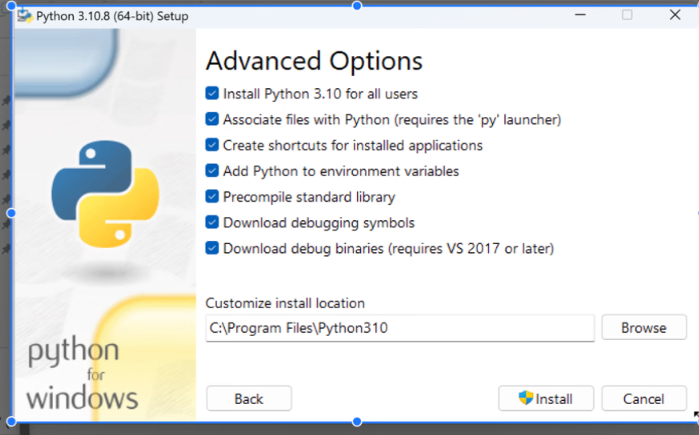 Python 3.10.8 (64-bit) Setup
Advanced Options
Install Python 3.10 for all users
Associate files with Python (requires the 'py' launcher)
Create shortcuts for installed applications
Add Python to environment variables
Precompile standard library
Download debugging symbols
Download debug binaries (requires VS 2017 or later)
Customize install location
C:\Program Files\Python310
Browse
python
for
windows
Back
Install
Cancel